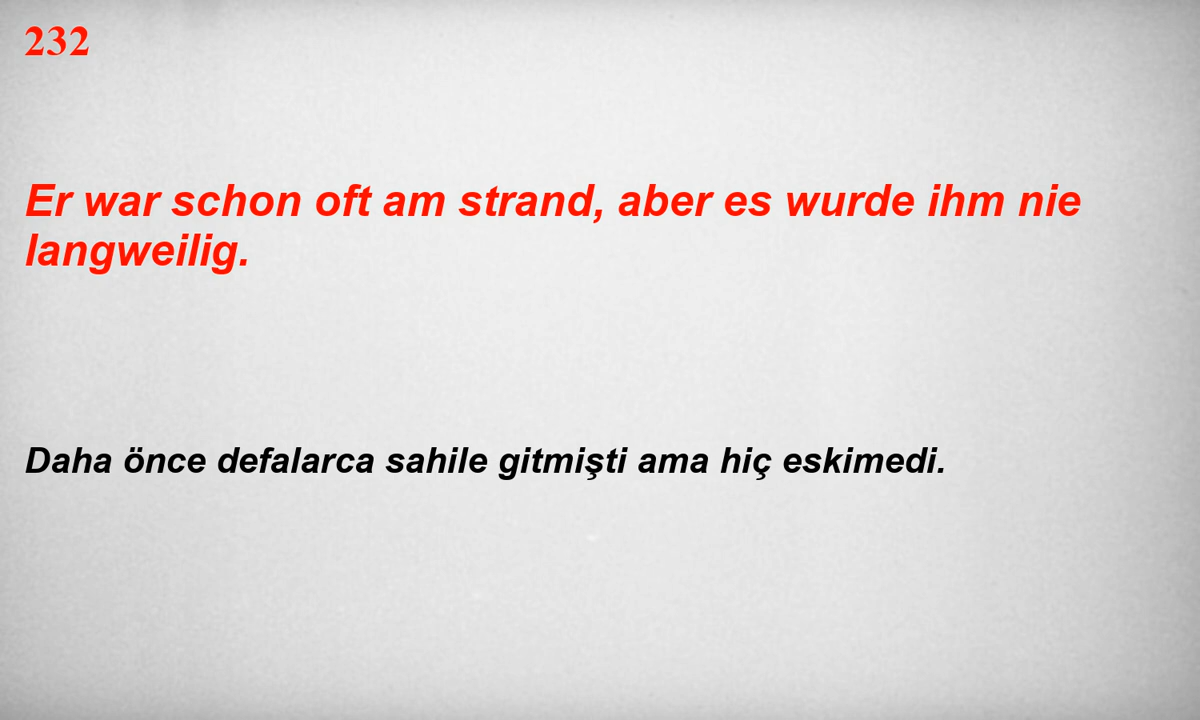 232
Er war schon oft am strand, aber es wurde ihm nie
langweilig.
Daha önce defalarca sahile gitmişti ama hiç eskimedi.